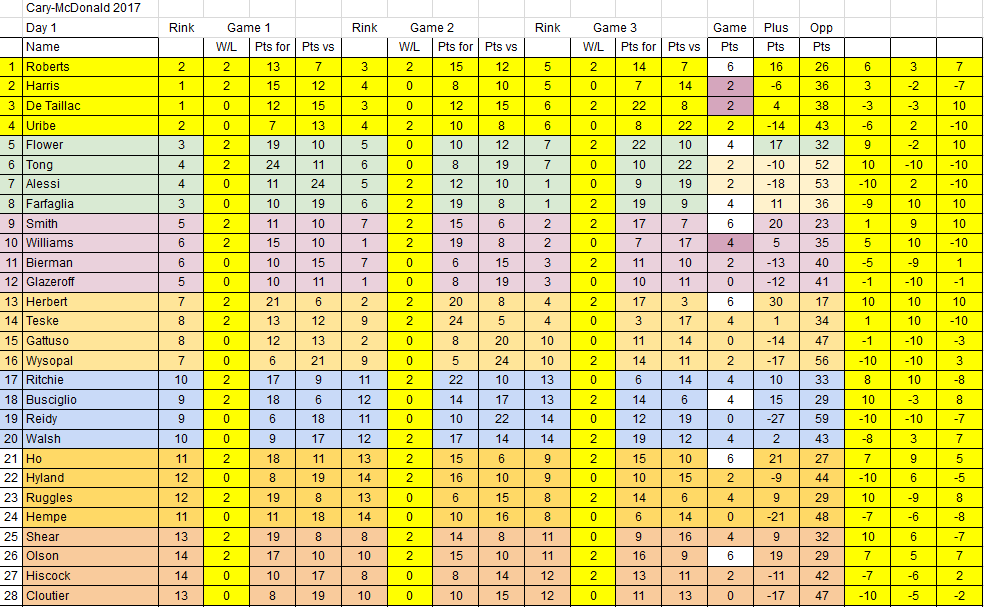 Cary-McDonald 2017
Day 1 Rink Game 1 Rink Game 2 Rink Game 3 Game Plus Opp
Name W/L Pts for Pts vs W/L Pts for Pts vs W/L Pts for Pts vs Pts Pts Pts
1 Roberts 2 2 13 7 3 2 15 12 5 2 14 7 6 16 26 6 3 7
2 Harris 1 2 15 12 4 0 8 10 5 0 7 14 2 -6 36 3 -2 -7
3 De Taillac 1 0 12 15 3 0 12 15 6 2 22 8 2 4 38 -3 -3 10
4 Uribe 2 0 7 13 4 2 10 8 6 0 8 22 2 -14 43 -6 2 -10
5 Flower 3 2 19 10 5 0 10 12 7 2 22 10 4 17 32 9 -2 10
6 Tong 4 2 24 11 6 0 8 19 7 0 10 22 2 -10 52 10 -10 -10
7 Alessi 4 0 11 24 5 2 12 10 1 0 9 19 2 -18 53 -10 2 -10
8 Farfaglia 3 0 10 19 6 2 19 8 1 2 19 9 4 11 36 -9 10 10
9 Smith 5 2 11 10 7 2 15 6 2 2 17 7 6 20 23 1 9 10
10 Williams 6 2 15 10 1 2 19 8 2 0 7 17 4 5 35 5 10 -10
11 Bierman 6 0 10 15 7 0 6 15 3 2 11 10 2 -13 40 -5 -9 1
12 Glazeroff 5 0 10 11 1 0 8 19 3 0 10 11 0 -12 41 -1 -10 -1
13 Herbert 7 2 21 6 2 2 20 8 4 2 17 3 6 30 17 10 10 10
14 Teske 8 2 13 12 9 2 24 5 4 0 3 17 4 1 34 1 10 -10
15 Gattuso 8 0 12 13 2 0 8 20 10 0 11 14 0 -14 47 -1 -10 -3
16 Wysopal 7 0 6 21 9 0 5 24 10 2 14 11 2 -17 56 -10 -10 3
17 Ritchie 10 2 17 9 11 2 22 10 13 0 6 14 4 10 33 8 10 -8
18 Busciglio 9 2 18 6 12 0 14 17 13 2 14 6 4 15 29 10 -3 8
19 Reidy 9 0 6 18 11 0 10 22 14 0 12 19 0 -27 59 -10 -10 -7
20 Walsh 10 0 9 17 12 2 17 14 14 2 19 12 4 2 43 -8 3 7
21 Ho 11 2 18 11 13 2 15 6 9 2 15 10 6 21 27 7 9 5
22 Hyland 12 0 8 19 14 2 16 10 9 0 10 15 2 -9 44 -10 6 -5
23 Ruggles 12 2 19 8 13 0 6 15 8 2 14 6 4 9 29 10 -9 8
24 Hempe 11 0 11 18 14 0 10 16 8 0 6 14 0 -21 48 -7 -6 -8
25 Shear 13 2 19 8 8 2 14 8 11 0 9 16 4 9 32 10 6 -7
26 Olson 14 2 17 10 10 2 15 10 11 2 16 9 6 19 29 7 5 7
27 Hiscock 14 0 10 17 8 0 8 14 12 2 13 11 2 -11 42 -7 -6 2
28 Cloutier 13 0 8 19 10 0 10 15 12 0 11 13 0 -17 47 -10 -5 -2